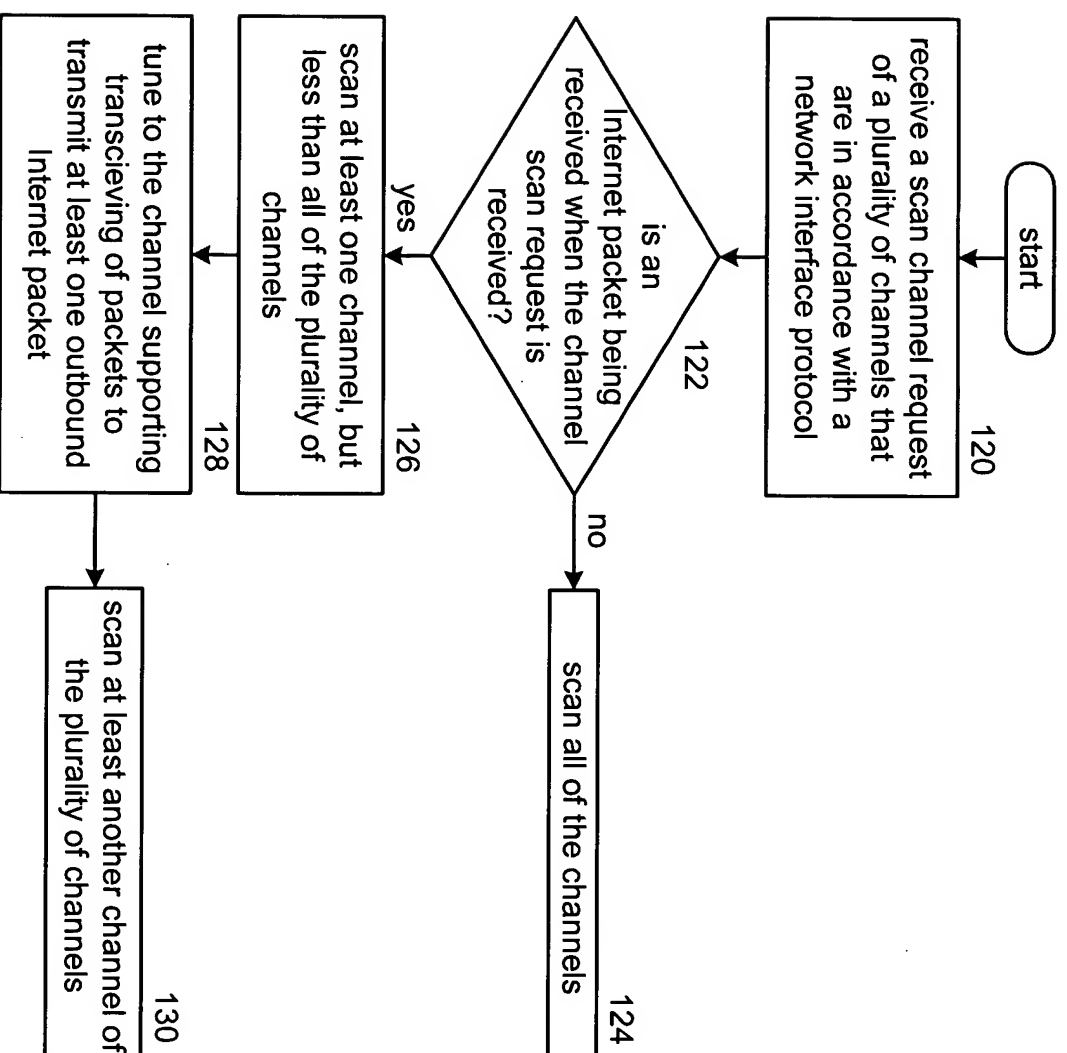 start
120
receive a scan channel request
of a plurality of channels that
are in accordance with a
network interface protocol
122
is an
Internet packet being
received when the channel
scan request is
received?
no
124
scan all of the channels
yes
126
scan at least one channel, but
less than all of the plurality of
channels
128
tune to the channel supporting
transcieving of packets to
transmit at least one outbound
Internet packet
130
scan at least another channel of
the plurality of channels